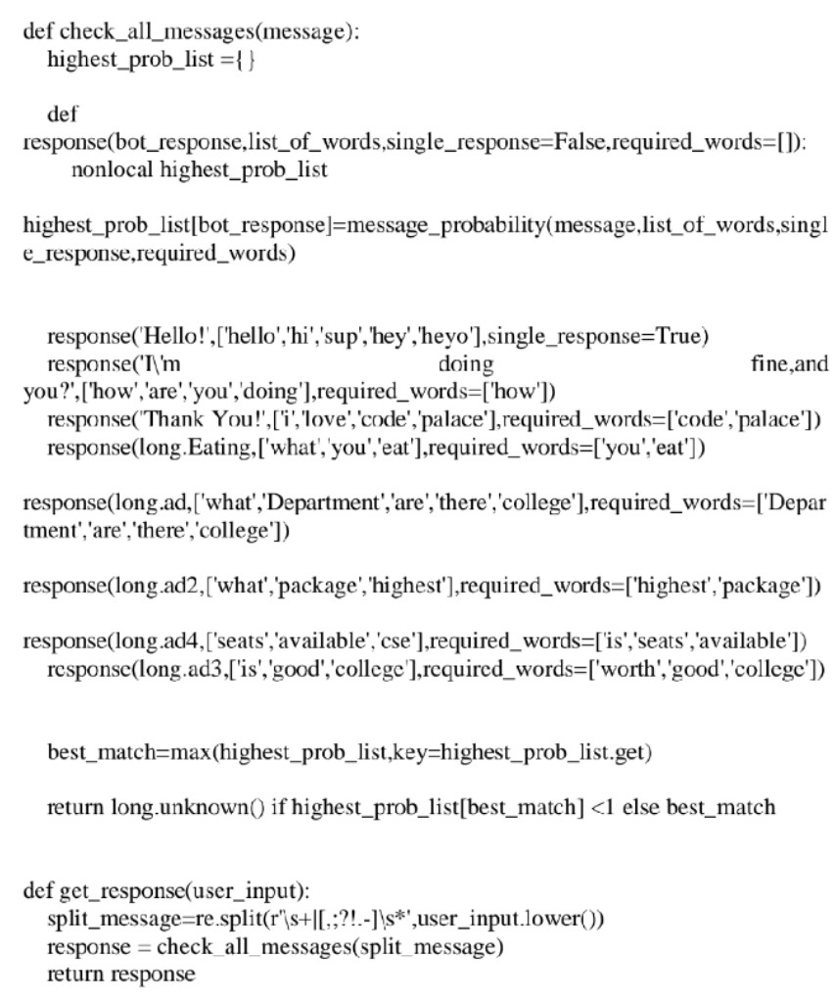 def check_all_messages(message):
highest_prob_list ={ }
def
response(bot_response,list_of_words,single_response=False,required_words=[]):
nonlocal highest_prob_list
highest_prob_list[bot_response]=message_probability(message,list_of_words,singl
e_response,required_words)
response('Hello!',['hello','hi','sup','hey','heyo'],single_response=True)
response('I\'m doing fine,and
you?',['how','are','you','doing'],required_words=['how'])
response('Thank You!',['i','love','code','palace'],required_words=['code','palace'])
response(long.Eating,['what','you','eat'],required_words=['you','eat'])
response(long.ad,['what','Department','are','there','college'],required_words=['Depar
tment','are','there','college'])
response(long.ad2,['what','package','highest'],required_words=['highest','package'])
response(long.ad4,['seats','available','cse'],required_words=['is','seats','available'])
response(long.ad3,['is','good','college'],required_words=['worth','good','college'])
best_match=max(highest_prob_list,key=highest_prob_list.get)
return long.unknown() if highest_prob_list[best_match] <1 else best_match
def get_response(user_input):
split_message=re.split(r'\s+|[,;?!.-]\s*',user_input.lower())
response = check_all_messages(split_message)
return response